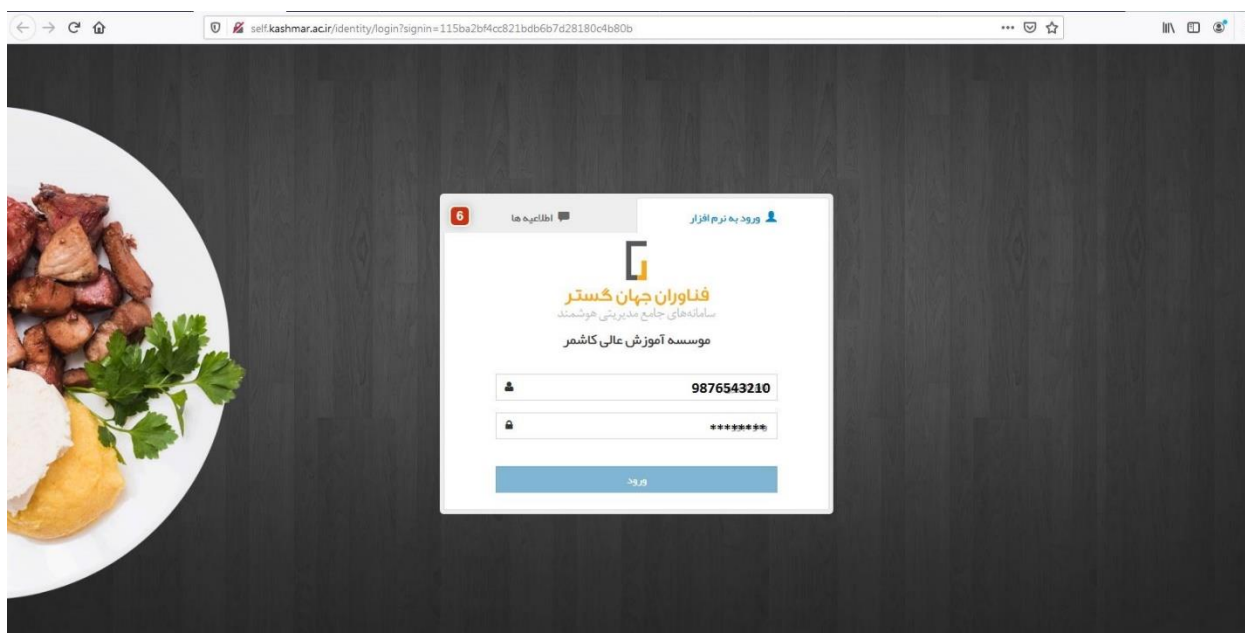 self.kashmar.ac.ir/identity/login?signin=115ba2bf4cc821bdb6b7d28180c4b80b
ورود به نرم افزار
اطلاعیه ها
6
فناوران جهان گستر
سامانه‌های جامع مدیریتی هوشمند
موسسه آموزش عالی کاشمر
9876543210
********
ورود